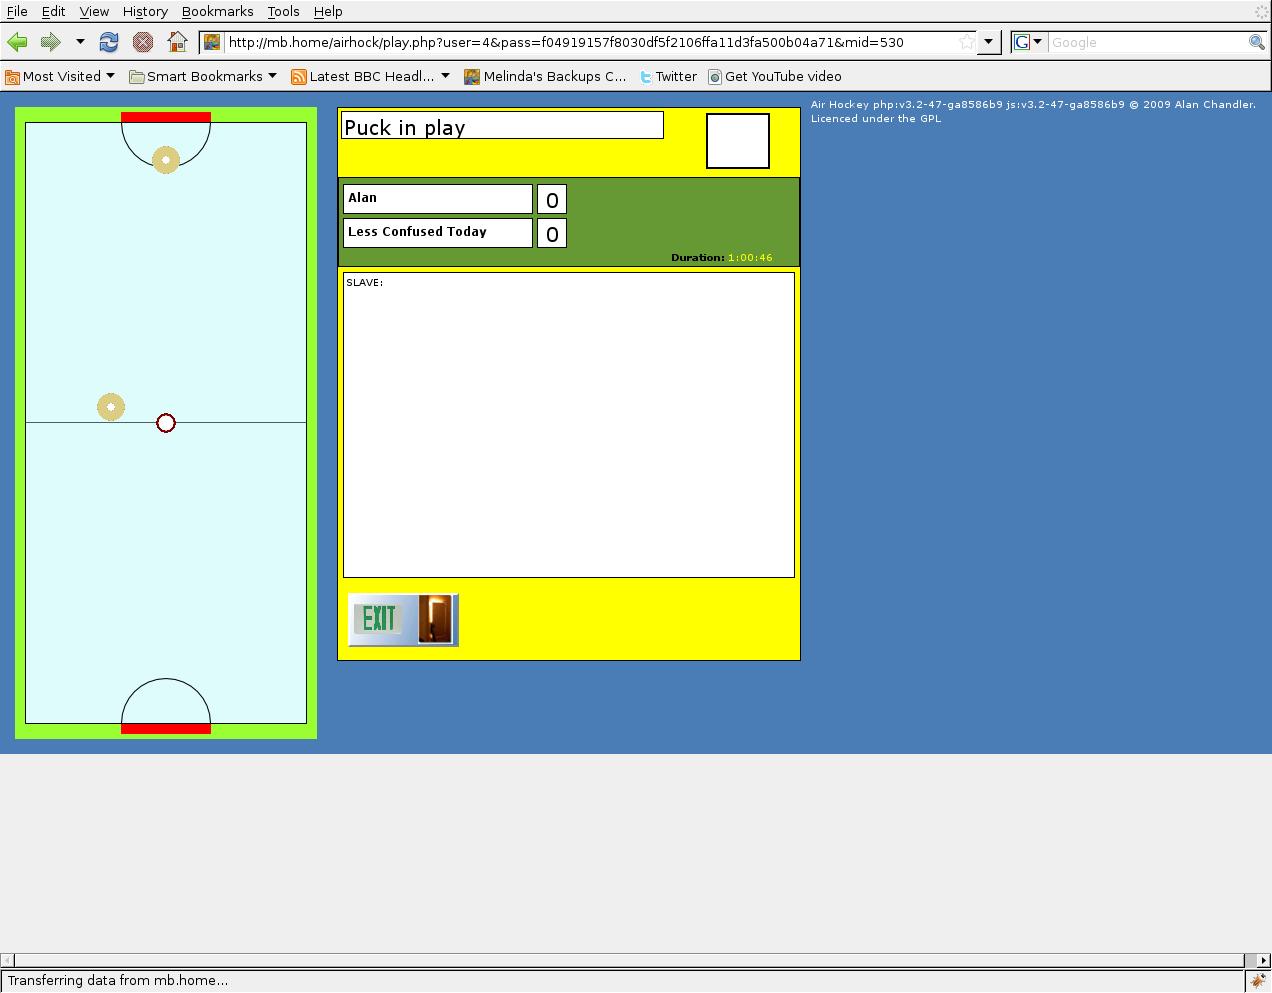 File Edit View History Bookmarks Tools Help
http://mb.home/airhock/play.php?user=4&pass=f04919157f8030df5f2106ffa11d3fa500b04a71&mid=530
G Google
Most Visited Smart Bookmarks Latest BBC Headl... Melinda's Backups C... Twitter Get YouTube video
Air Hockey php:v3.2-47-ga8586b9 js:v3.2-47-ga8586b9 © 2009 Alan Chandler.
Licenced under the GPL
Puck in play
Alan 0
Less Confused Today 0
Duration: 1:00:46
SLAVE:
EXIT
Transferring data from mb.home...